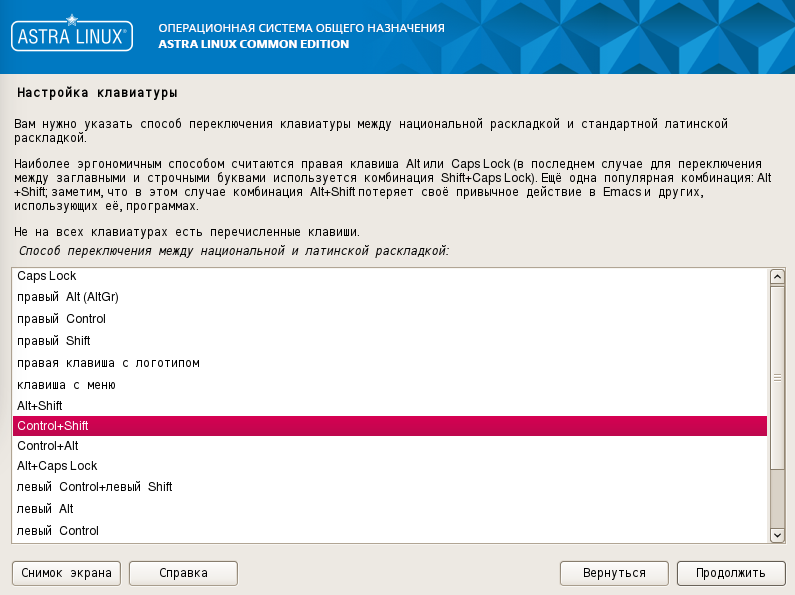 ASTRA LINUX®
ОПЕРАЦИОННАЯ СИСТЕМА ОБЩЕГО НАЗНАЧЕНИЯ
ASTRA LINUX COMMON EDITION
Настройка клавиатуры
Вам нужно указать способ переключения клавиатуры между национальной раскладкой и стандартной латинской
раскладкой.
Наиболее эргономичным способом считаются правая клавиша Alt или Caps Lock (в последнем случае для переключения
между заглавными и строчными буквами используется комбинация Shift+Caps Lock). Ещё одна популярная комбинация: Alt
+Shift; заметим, что в этом случае комбинация Alt+Shift потеряет своё привычное действие в Emacs и других,
использующих её, программах.
Не на всех клавиатурах есть перечисленные клавиши.
Способ переключения между национальной и латинской раскладкой:
Caps Lock
правый Alt (AltGr)
правый Control
правый Shift
правая клавиша с логотипом
клавиша с меню
Alt+Shift
Control+Shift
Control+Alt
Alt+Caps Lock
левый Control+левый Shift
левый Alt
левый Control
Снимок экрана
Справка
Вернуться
Продолжить